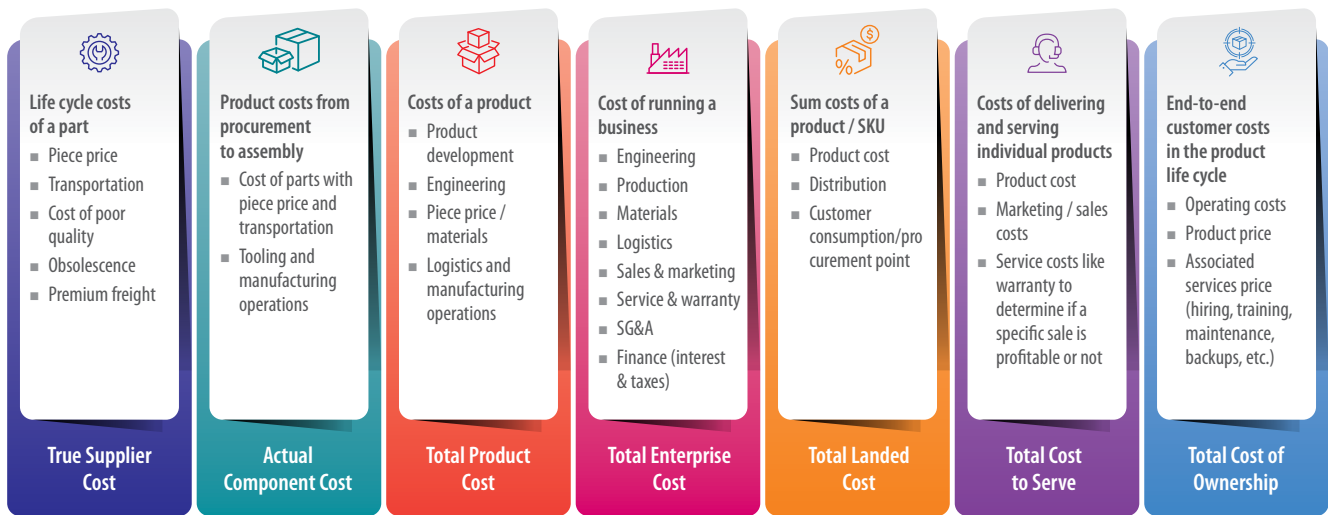 Life cycle costs
of a part
■ Piece price
■ Transportation
■ Cost of poor
quality
■ Obsolescence
■ Premium freight
True Supplier
Cost
Product costs from
procurement
to assembly
■ Cost of parts with
piece price and
transportation
■ Tooling and
manufacturing
operations
Actual
Component Cost
Costs of a product
■ Product
development
■ Engineering
■ Piece price /
materials
■ Logistics and
manufacturing
operations
Total Product
Cost
Cost of running a
business
■ Engineering
■ Production
■ Materials
■ Logistics
■ Sales & marketing
■ Service & warranty
■ SG&A
■ Finance (interest
& taxes)
Total Enterprise
Cost
$
%
Sum costs of a
product / SKU
■ Product cost
■ Distribution
■ Customer
consumption/pro
curement point
Total Landed
Cost
Costs of delivering
and serving
individual products
■ Product cost
■ Marketing / sales
costs
■ Service costs like
warranty to
determine if a
specific sale is
profitable or not
Total Cost
to Serve
End-to-end
customer costs
in the product
life cycle
■ Operating costs
■ Product price
■ Associated
services price
(hiring, training,
maintenance,
backups, etc.)
Total Cost of
Ownership